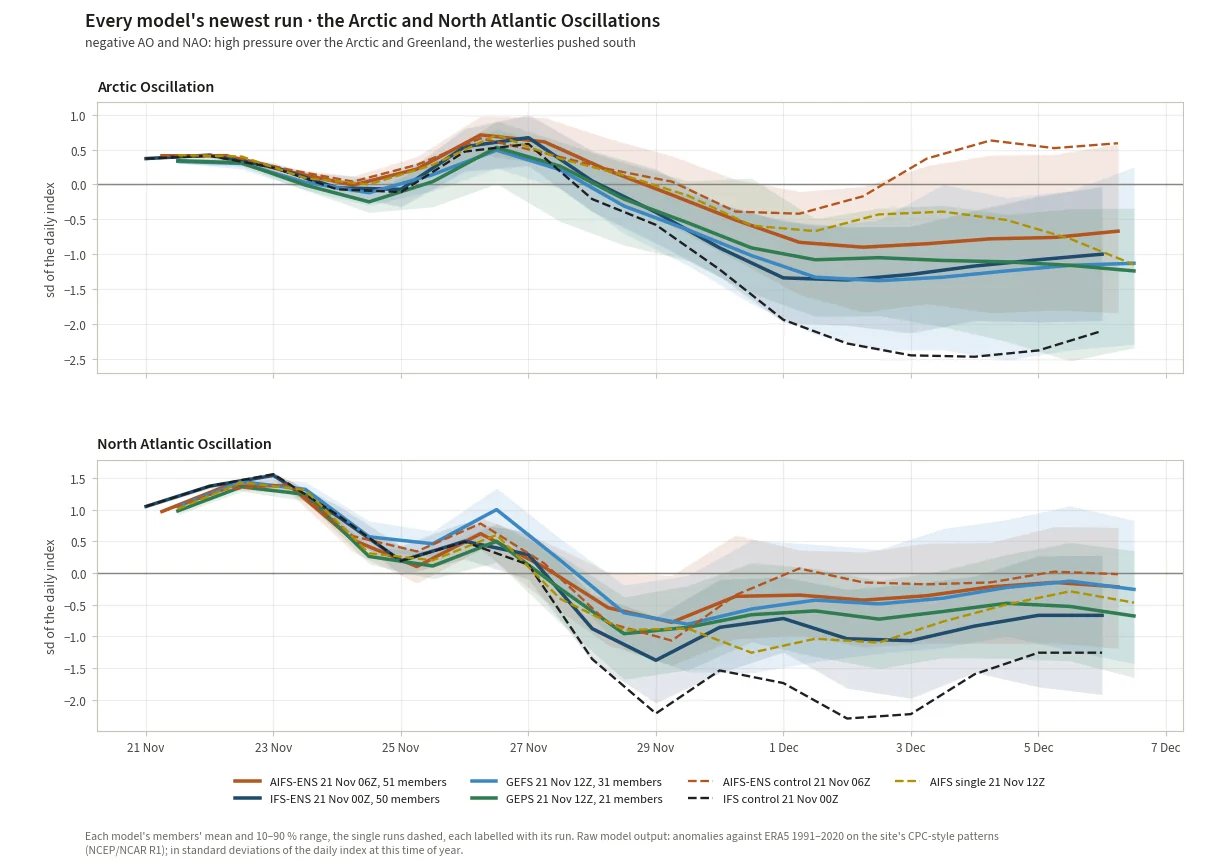 Every model's newest run · the Arctic and North Atlantic Oscillations
negative AO and NAO: high pressure over the Arctic and Greenland, the westerlies pushed south
Arctic Oscillation
1.0
0.5
0.0
−0.5
−1.0
−1.5
−2.0
−2.5
sd of the daily index
North Atlantic Oscillation
1.5
1.0
0.5
0.0
−0.5
−1.0
−1.5
−2.0
sd of the daily index
21 Nov 23 Nov 25 Nov 27 Nov 29 Nov 1 Dec 3 Dec 5 Dec 7 Dec
AIFS-ENS 21 Nov 06Z, 51 members GEFS 21 Nov 12Z, 31 members AIFS-ENS control 21 Nov 06Z AIFS single 21 Nov 12Z
IFS-ENS 21 Nov 00Z, 50 members GEPS 21 Nov 12Z, 21 members IFS control 21 Nov 00Z
Each model's members' mean and 10–90 % range, the single runs dashed, each labelled with its run. Raw model output: anomalies against ERA5 1991–2020 on the site's CPC-style patterns
(NCEP/NCAR R1); in standard deviations of the daily index at this time of year.